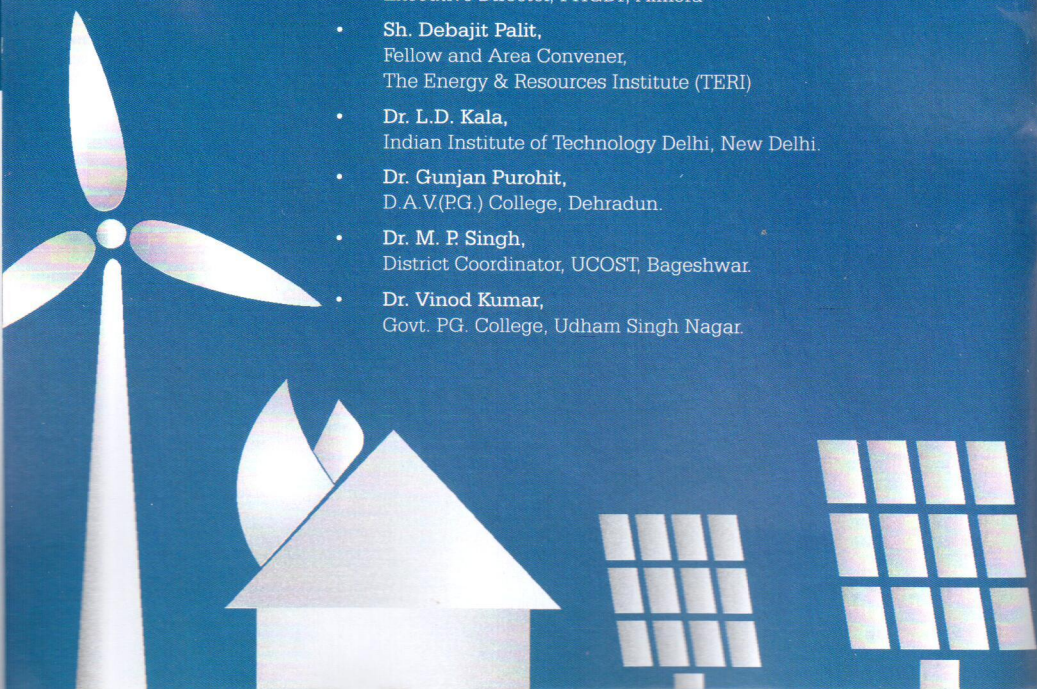 • Sh. Debajit Palit,
Fellow and Area Convener,
The Energy & Resources Institute (TERI)
• Dr. L.D. Kala,
Indian Institute of Technology Delhi, New Delhi.
• Dr. Gunjan Purohit,
D.A.V.(P.G.) College, Dehradun.
• Dr. M. P. Singh,
District Coordinator, UCOST, Bageshwar.
• Dr. Vinod Kumar,
Govt. PG. College, Udham Singh Nagar.